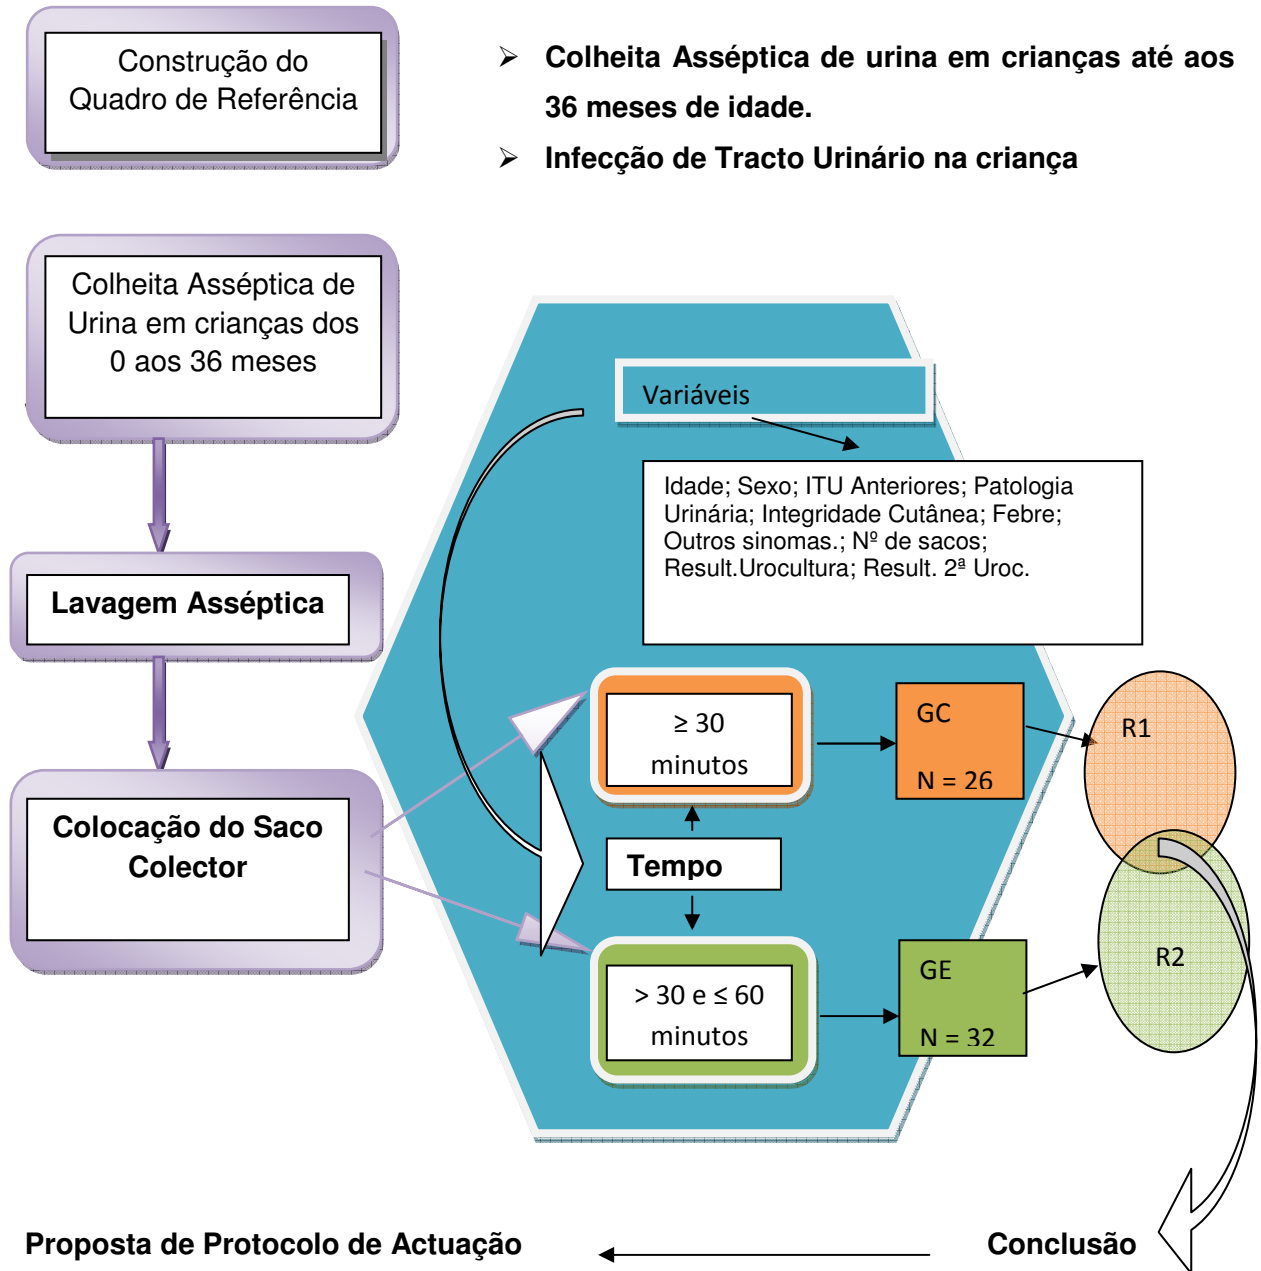 Construção do
Quadro de Referência
➢ Colheita Asséptica de urina em crianças até aos
36 meses de idade.
➢ Infecção de Tracto Urinário na criança
Colheita Asséptica de
Urina em crianças dos
0 aos 36 meses
Variáveis
Idade; Sexo; ITU Anteriores; Patologia
Urinária; Integridade Cutânea; Febre;
Outros sinomas.; Nº de sacos;
Result.Urocultura; Result. 2ª Uroc.
Lavagem Asséptica
Colocação do Saco
Colector
≥ 30
minutos
GC
N = 26
R1
Tempo
> 30 e ≤ 60
minutos
GE
N = 32
R2
Proposta de Protocolo de Actuação
Conclusão